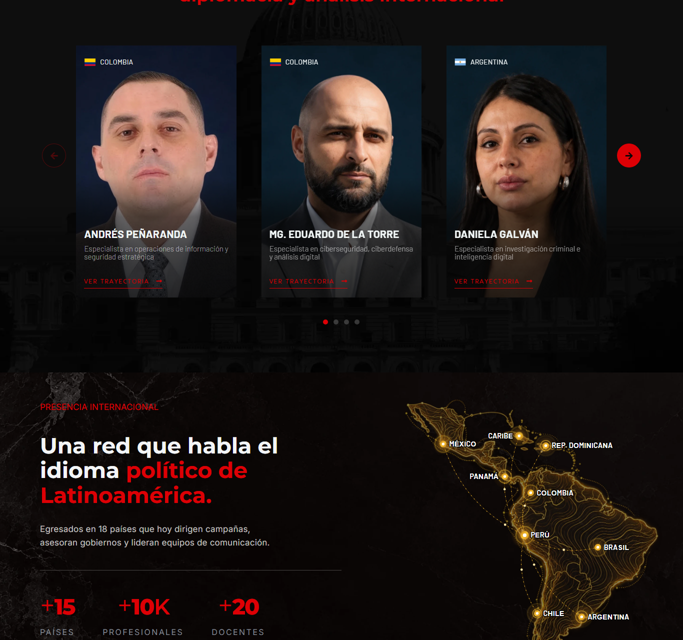 diplomacia y análisis internacional
COLOMBIA
ANDRÉS PEÑARANDA
Especialista en operaciones de información y
seguridad estratégica
VER TRAYECTORIA →
COLOMBIA
MG. EDUARDO DE LA TORRE
Especialista en ciberseguridad, ciberdefensa
y análisis digital
VER TRAYECTORIA →
ARGENTINA
DANIELA GALVÁN
Especialista en investigación criminal e
inteligencia digital
VER TRAYECTORIA →
PRESENCIA INTERNACIONAL
Una red que habla el
idioma político de
Latinoamérica.
Egresados en 18 países que hoy dirigen campañas,
asesoran gobiernos y lideran equipos de comunicación.
+15
PAÍSES
+10K
PROFESIONALES
+20
DOCENTES
MÉXICO
CARIBE
REP. DOMINICANA
PANAMÁ
COLOMBIA
PERÚ
BRASIL
CHILE
ARGENTINA